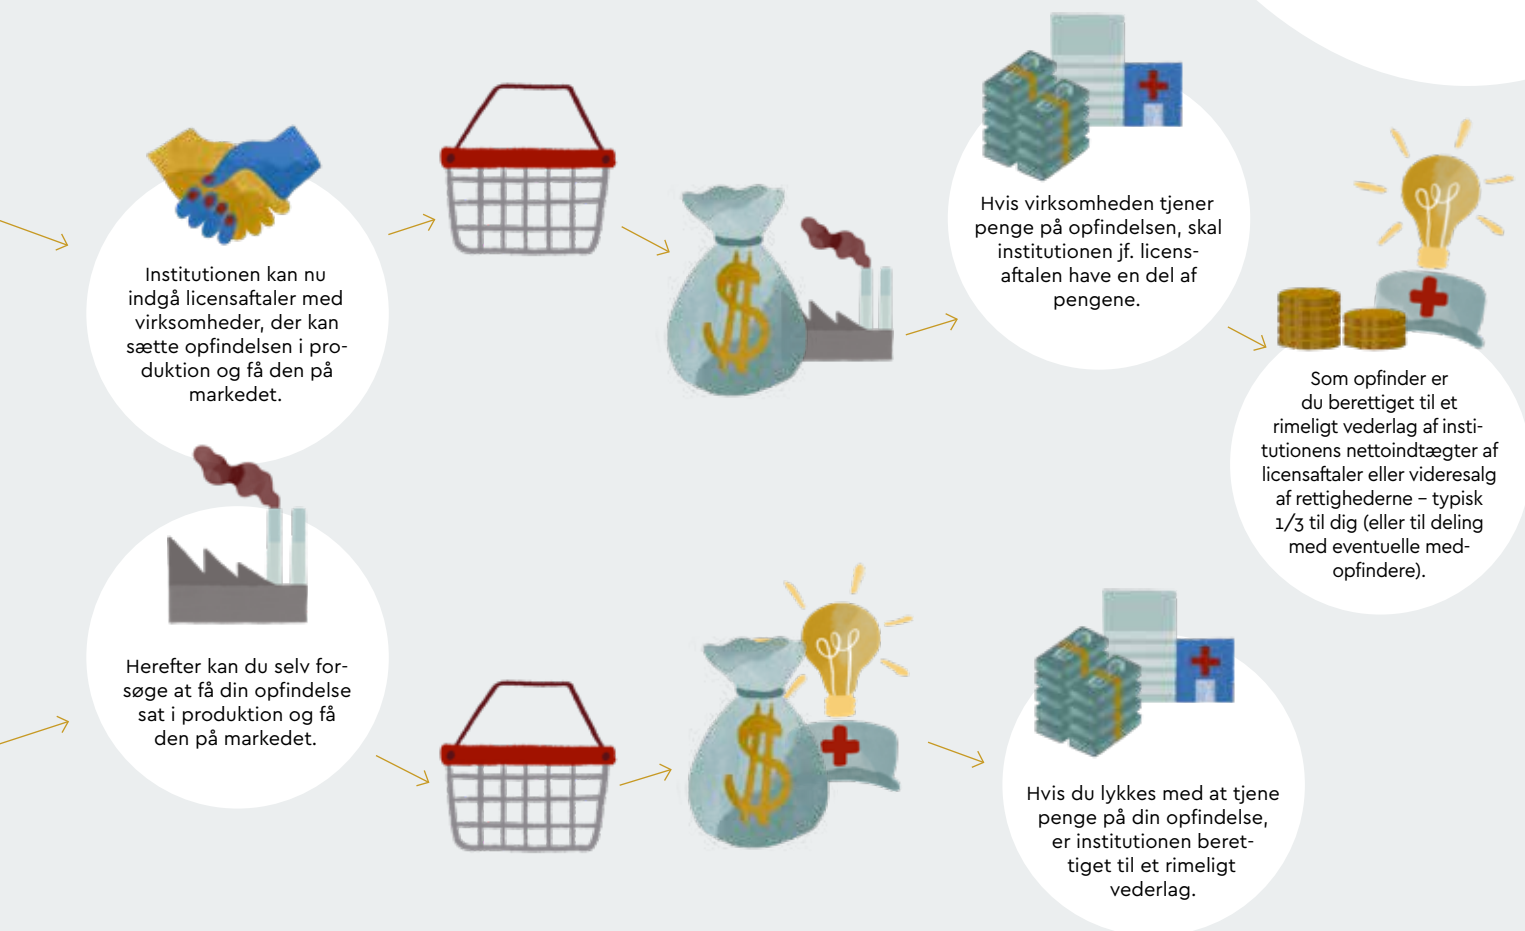 Institutionen kan nu
indgå licensaftaler med
virksomheder, der kan
sætte opfindelsen i pro-
duktion og få den på
markedet.
Hvis virksomheden tjener
penge på opfindelsen, skal
institutionen jf. licens-
aftalen have en del af
pengene.
Som opfinder er
du berettiget til et
rimeligt vederlag af insti-
tutionens nettoindtægter af
licensaftaler eller videresalg
af rettighederne – typisk
1/3 til dig (eller til deling
med eventuelle med-
opfindere).
Herefter kan du selv for-
søge at få din opfindelse
sat i produktion og få
den på markedet.
Hvis du lykkes med at tjene
penge på din opfindelse,
er institutionen beret-
tiget til et rimeligt
vederlag.